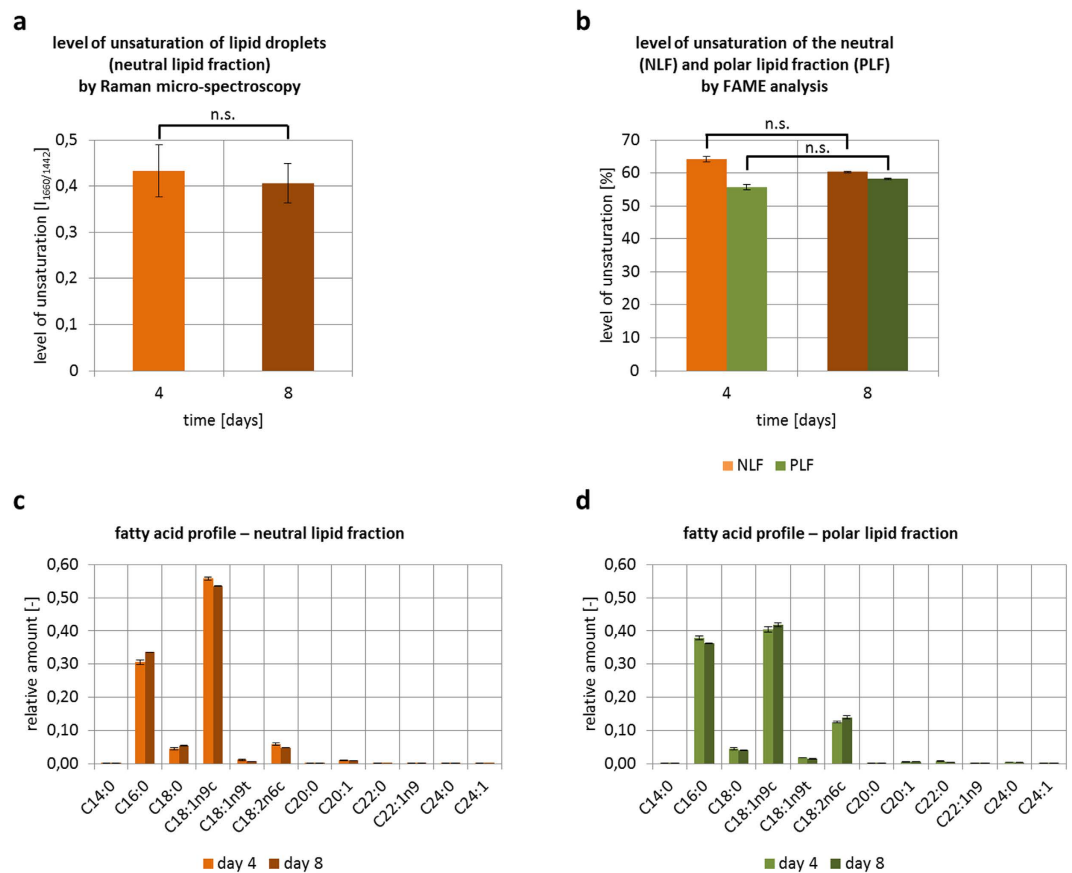 a
level of unsaturation of lipid droplets
(neutral lipid fraction)
by Raman micro-spectroscopy
n.s.
level of unsaturation [I1660/1442]
0,5
0,4
0,3
0,2
0,1
0
4
8
time [days]
b
level of unsaturation of the neutral
(NLF) and polar lipid fraction (PLF)
by FAME analysis
n.s.
n.s.
level of unsaturation [%]
70
60
50
40
30
20
10
0
4
8
time [days]
NLF PLF
c
fatty acid profile – neutral lipid fraction
relative amount [-]
0,60
0,50
0,40
0,30
0,20
0,10
0,00
C14:0
C16:0
C18:0
C18:1n9c
C18:1n9t
C18:2n6c
C20:0
C20:1
C22:0
C22:1n9
C24:0
C24:1
day 4 day 8
d
fatty acid profile – polar lipid fraction
relative amount [-]
0,60
0,50
0,40
0,30
0,20
0,10
0,00
C14:0
C16:0
C18:0
C18:1n9c
C18:1n9t
C18:2n6c
C20:0
C20:1
C22:0
C22:1n9
C24:0
C24:1
day 4 day 8